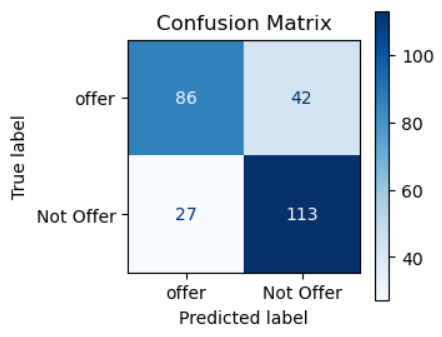 Confusion Matrix
True label
offer
86
42
Not Offer
27
113
offer
Not Offer
Predicted label
100
80
60
40